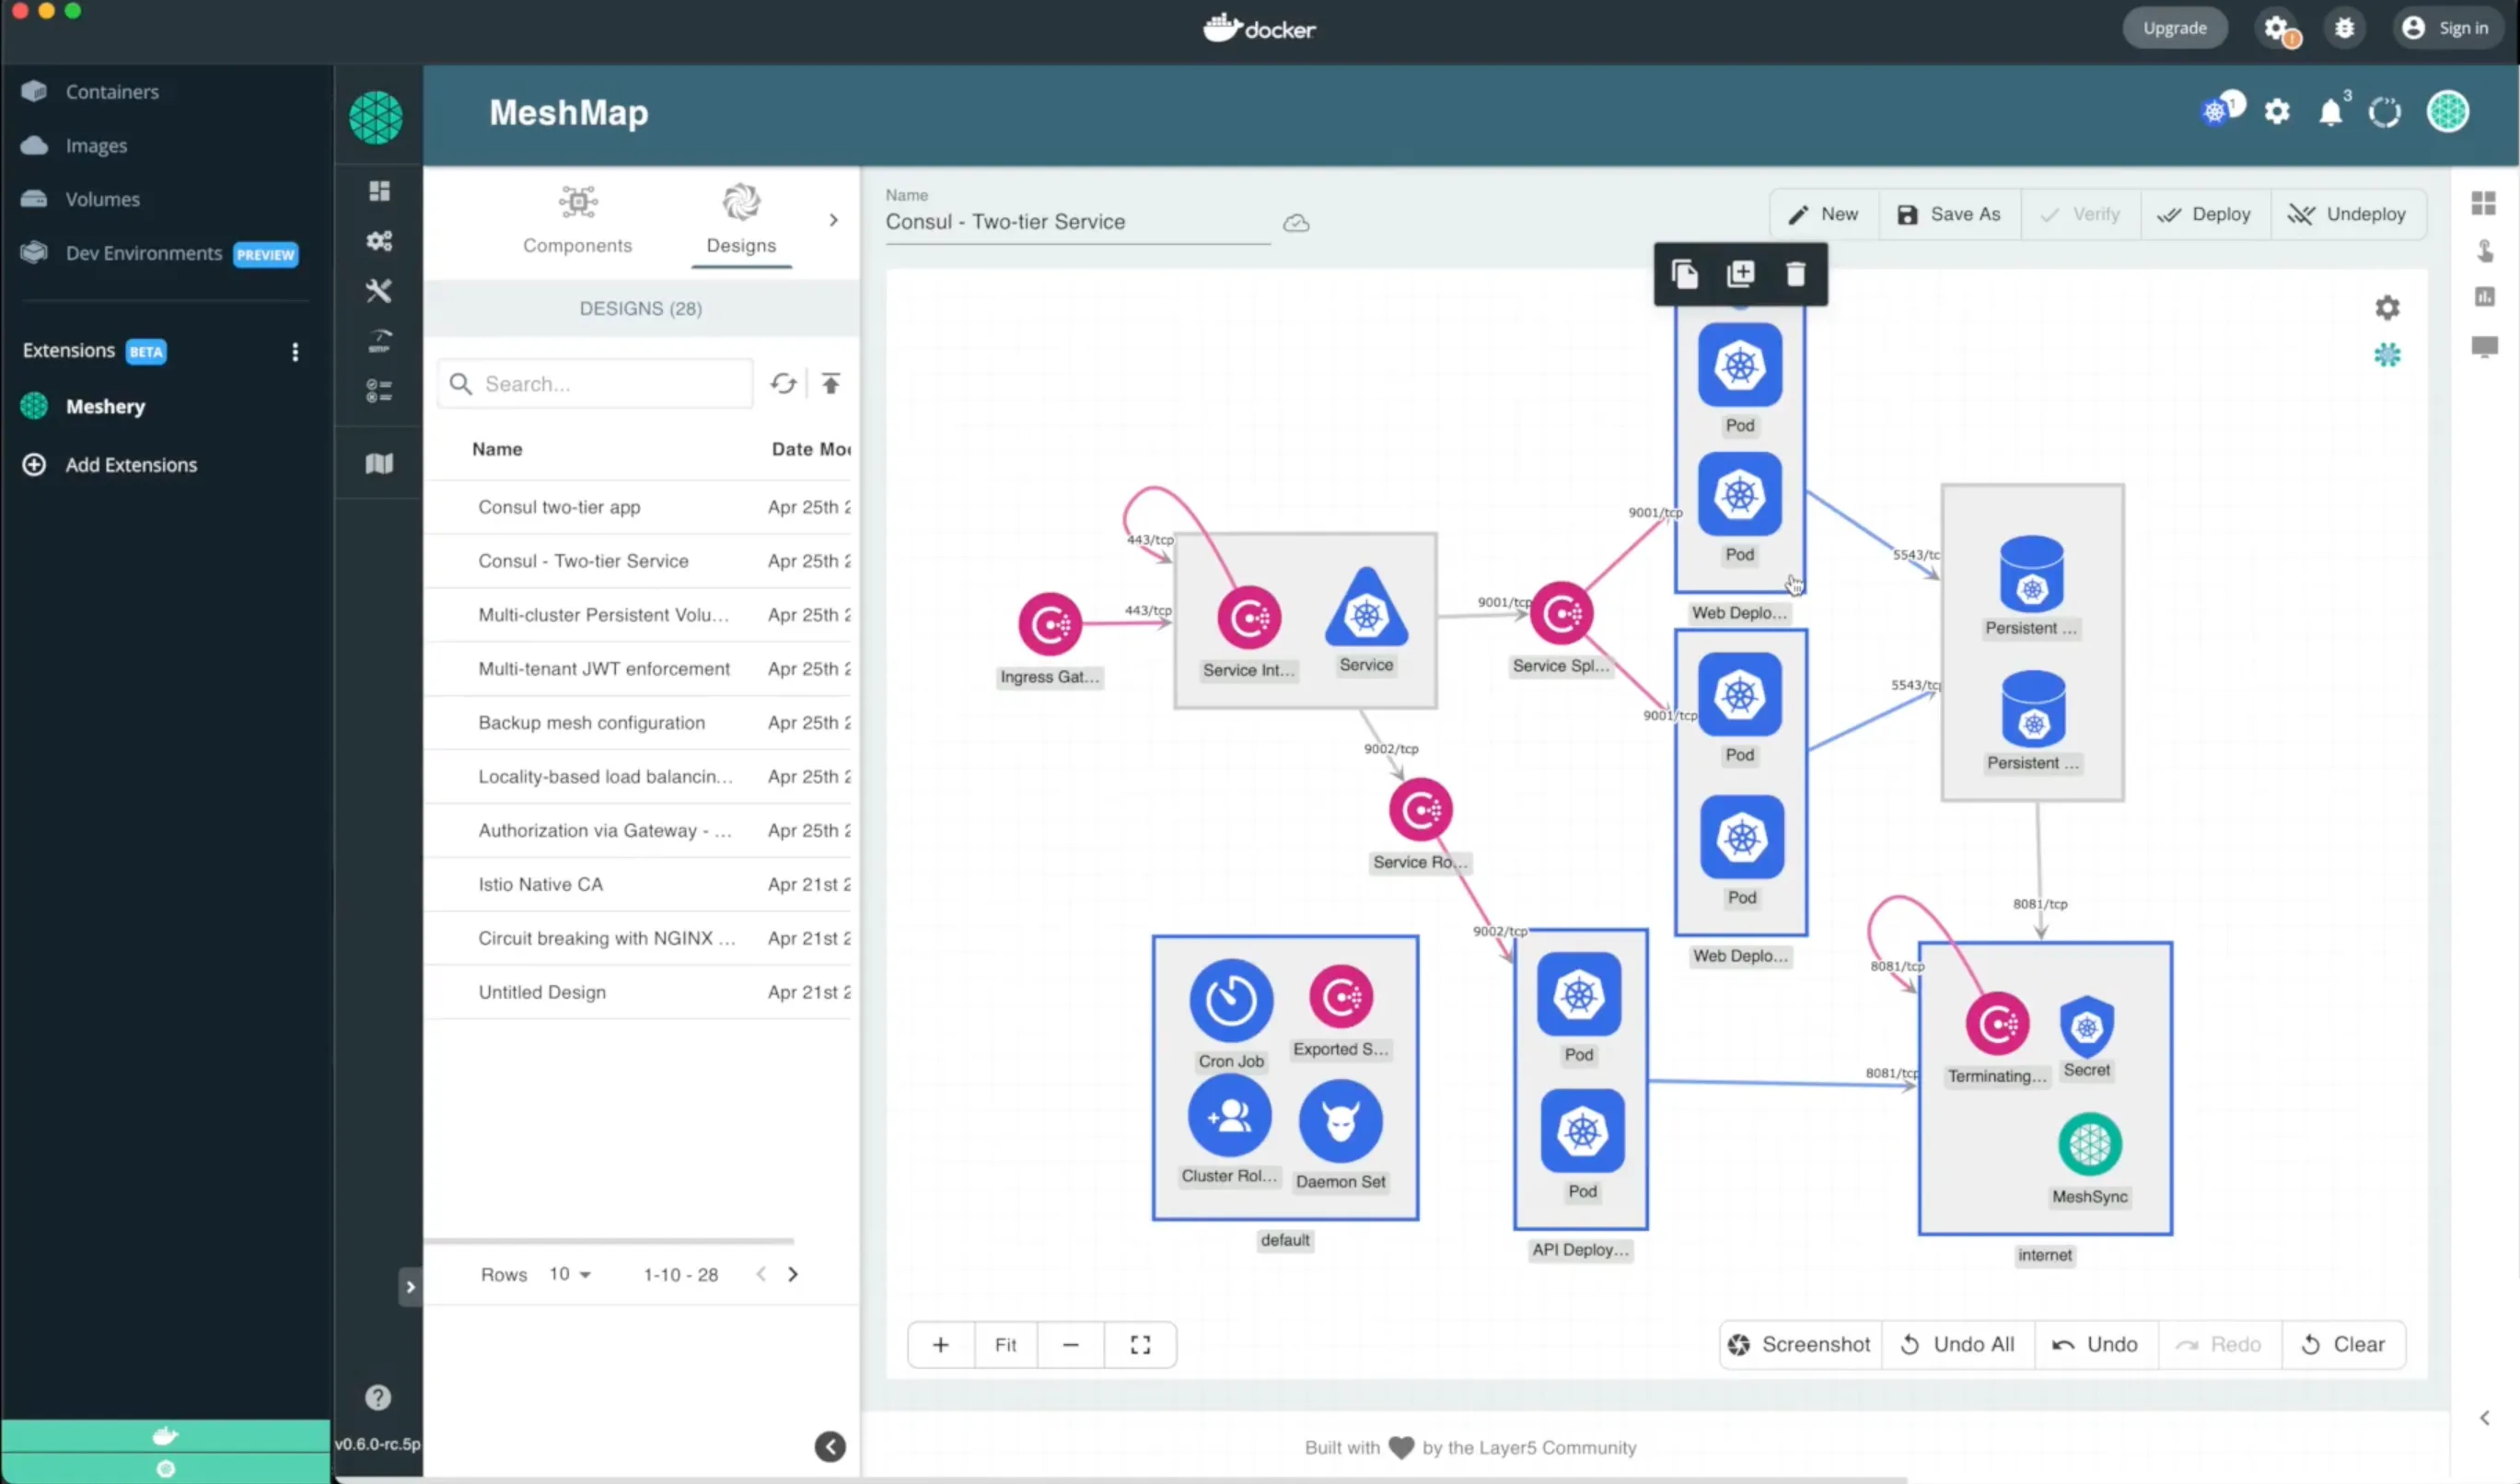 docker
Upgrade
Sign in
Containers
Images
Volumes
Dev Environments PREVIEW
Extensions BETA
Meshery
Add Extensions
SMP
v0.6.0-rc.5p
MeshMap
1
3
Components
Designs
DESIGNS (28)
Search...
Name Date Mo
Consul two-tier app Apr 25th 2
Consul - Two-tier Service Apr 25th 2
Multi-cluster Persistent Volu... Apr 25th 2
Multi-tenant JWT enforcement Apr 25th 2
Backup mesh configuration Apr 25th 2
Locality-based load balancin... Apr 25th 2
Authorization via Gateway - ... Apr 25th 2
Istio Native CA Apr 21st 2
Circuit breaking with NGINX ... Apr 21st 2
Untitled Design Apr 21st 2
Rows 10 1-10 - 28
Name
Consul - Two-tier Service
New
Save As
Verify
Deploy
Undeploy
Pod
Pod
Web Deplo...
9001/tcp
5543/tc
443/tcp
443/tcp
Ingress Gat...
Service Int...
Service
9001/tcp
Service Spl...
Persistent ...
Persistent ...
5543/tcp
9001/tcp
Pod
Pod
Web Deplo...
9002/tcp
Service Ro...
9002/tcp
8081/tcp
Cron Job
Exported S...
Cluster Rol...
Daemon Set
default
Pod
Pod
API Deploy...
8081/tcp
8081/tcp
Terminating...
Secret
MeshSync
internet
+
Fit
−
Screenshot
Undo All
Undo
Redo
Clear
Built with by the Layer5 Community